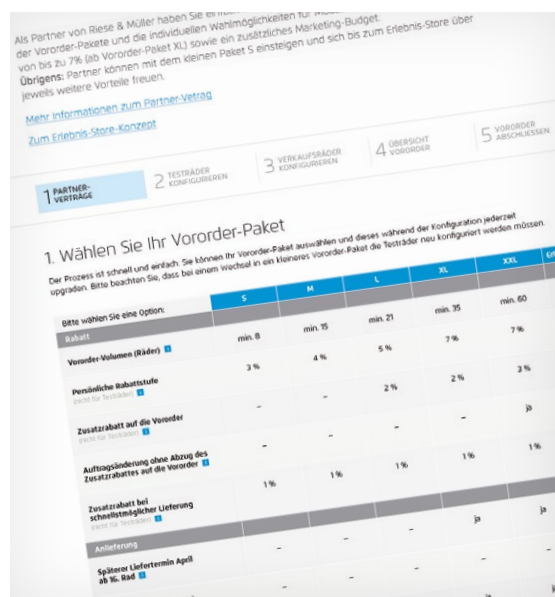 Als Partner von Riese & Müller haben Sie
der Vororder-Pakete und die individuellen Wahlmöglichkeiten für
von bis zu 7% (ab Vororder-Paket XL) sowie ein zusätzliches Marketing-Budget.
Übrigens: Partner können mit dem kleinen Paket S einsteigen und sich bis zum Erlebnis-Store über
jeweils weitere Vorteile freuen.
Mehr Informationen zum Partner-Vetrag
Zum Erlebnis-Store-Konzept
1 PARTNER-
VERTRÄGE
2 TESTRÄDER
KONFIGURIEREN
3 VERKAUFSRÄDER
KONFIGURIEREN
4 ÜBERSICHT
VORORDER
5 VORORDER
ABSCHLIESSEN
1. Wählen Sie Ihr Vororder-Paket
Der Prozess ist schnell und einfach: Sie können Ihr Vororder-Paket auswählen und dieses während der Konfiguration jederzeit
upgraden. Bitte beachten Sie, dass bei einem Wechsel in ein kleineres Vororder-Paket die Testräder neu konfiguriert werden müssen.
Bitte wählen Sie eine Option: S M L XL XXL
Rabatt
Vororder-Volumen (Räder) min. 8 min. 15 min. 21 min. 35 min. 60
Persönliche Rabattstufe 3 % 4 % 5 % 7 % 7 %
(nicht für Testräder)
Zusatzrabatt auf die Vororder - - 2 % 2 % 3 %
(nicht für Testräder)
Auftragsänderung ohne Abzug des
Zusatzrabattes auf die Vororder - - - - ja
Zusatzrabatt bei
schnellstmöglicher Lieferung 1 % 1 % 1 % 1 % 1 %
(nicht für Testräder)
Anlieferung
Späterer Liefertermin April
ab 16. Rad - - - ja ja
- - - - -
ja